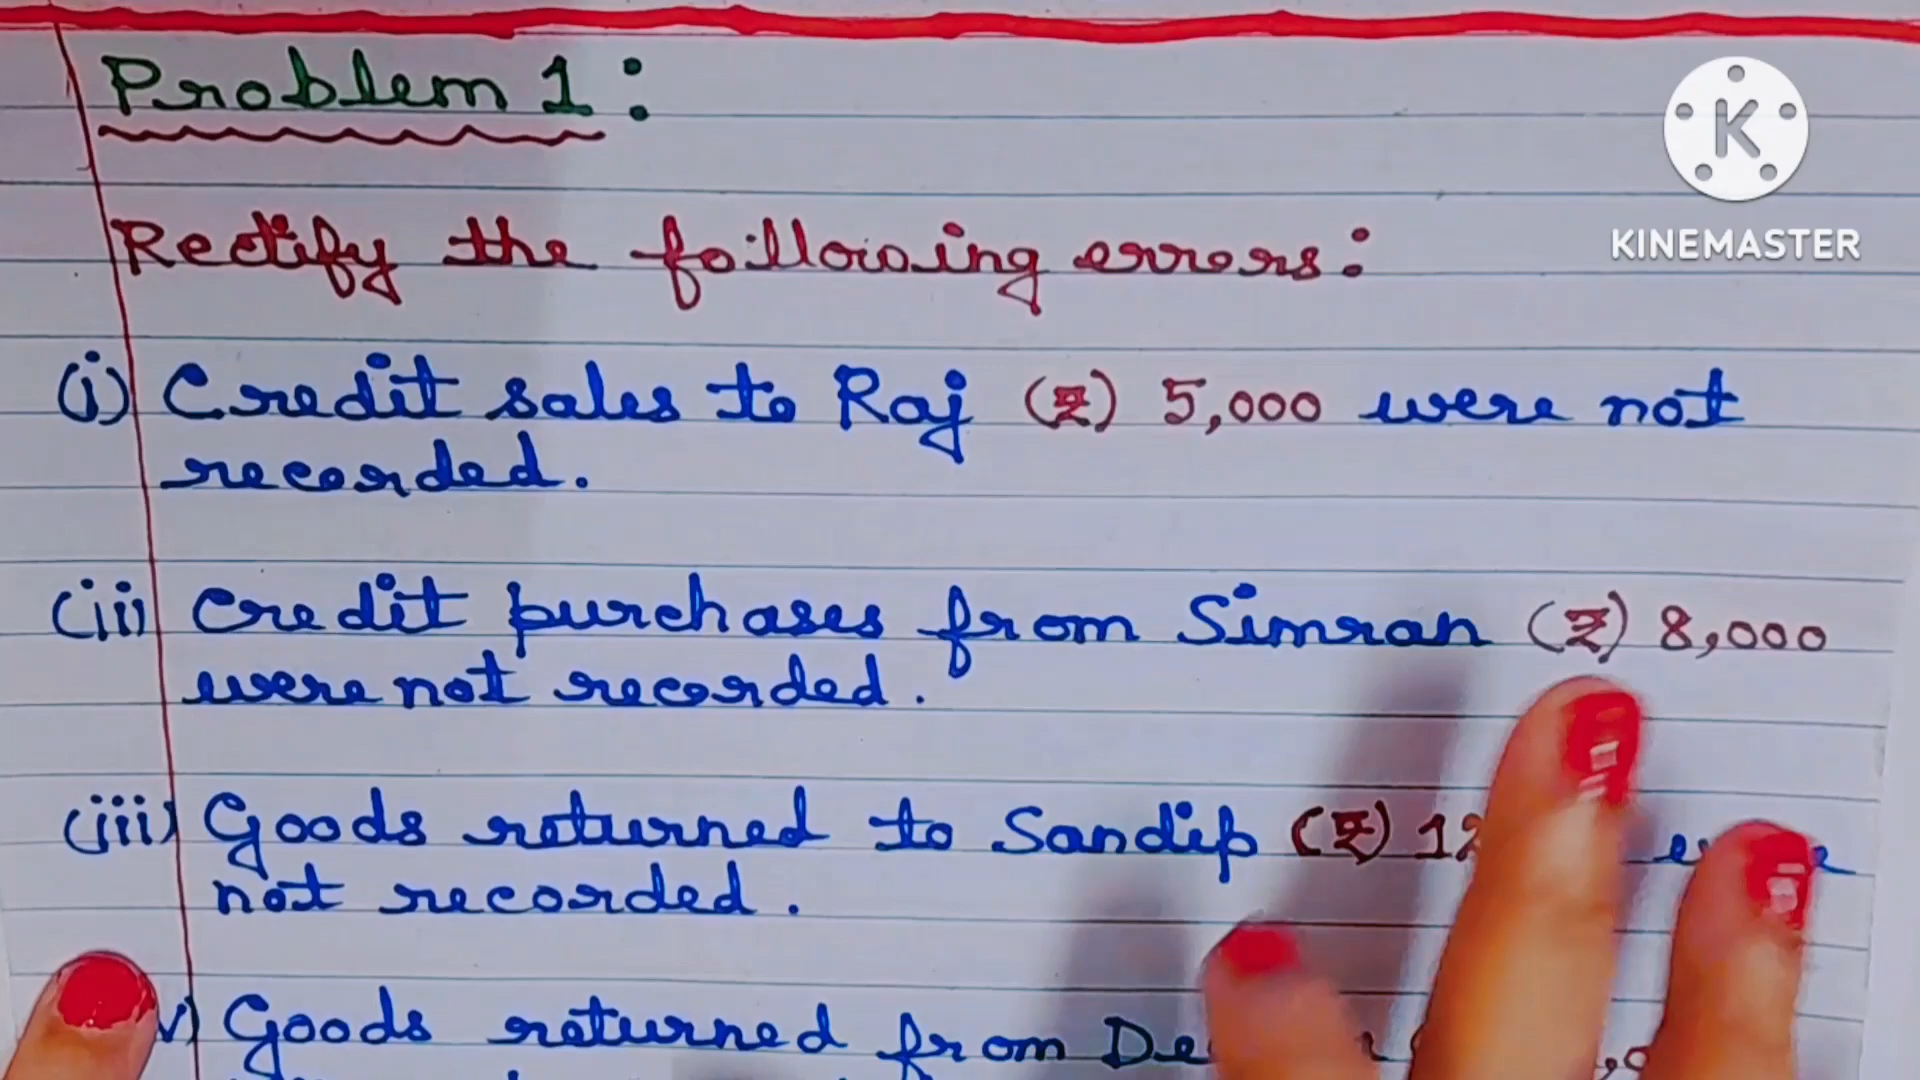 Problem 1:
KINEMASTER
Rectify the following errors:
(i) Credit sales to Raj (₹) 5,000 were not
recorded.
(ii) Credit purchases from Simran (₹) 8,000
were not recorded.
(iii) Goods returned to Sandip (₹)
not recorded.
Goods returned from